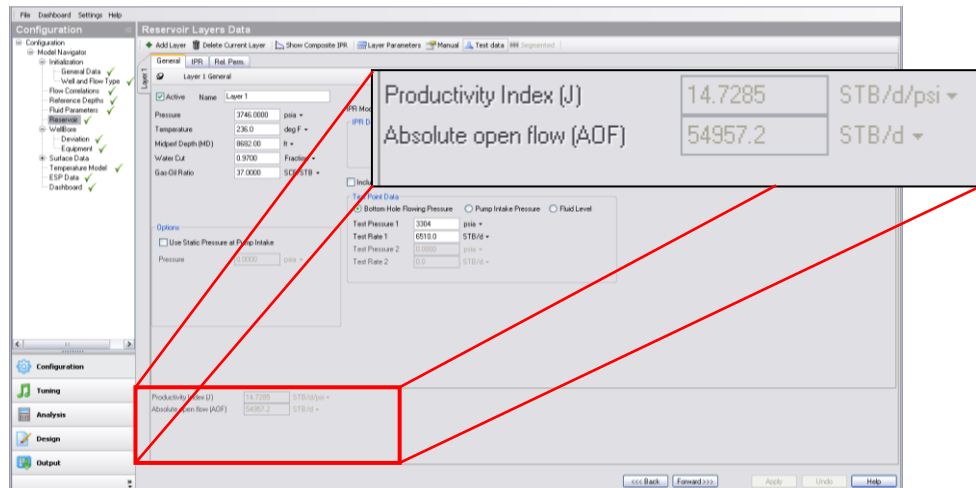 File Dashboard Settings Help
Configuration
Reservoir Layers Data
Configuration
Model Navigator
Initialization
General Data
Well and Flow Type
Flow Correlations
Reference Depths
Fluid Parameters
Reservoir
WellBore
Deviation
Equipment
Surface Data
Temperature Model
ESP Data
Dashboard
Configuration
Tuning
Analysis
Design
Output
Add Layer Delete Current Layer Show Composite IPR Layer Parameters Manual Test data Segmented
General IPR Rel. Perm.
Layer 1
Layer 1 General
Active Name Layer 1
Pressure 3746.0000 psia
Temperature 236.0 deg F
Midperf Depth (MD) 8682.00 ft
Water Cut 0.9700 Fraction
Gas-Oil Ratio 37.0000 SCF/STB
Options
Use Static Pressure at Pump Intake
Pressure 0.0000 psia
IPR
Test Point Data
Bottom Hole Flowing Pressure Pump Intake Pressure Fluid Level
Test Pressure 1 3304 psia
Test Rate 1 6510.0 STB/d
Test Pressure 2 0.0000 psia
Test Rate 2 0.0 STB/d
Productivity Index (J) 14.7285 STB/d/psi
Absolute open flow (AOF) 54957.2 STB/d
Productivity Index (J) 14.7285 STB/d/psi
Absolute open flow (AOF) 54957.2 STB/d
<<< Back Forward >>> Apply Undo Help